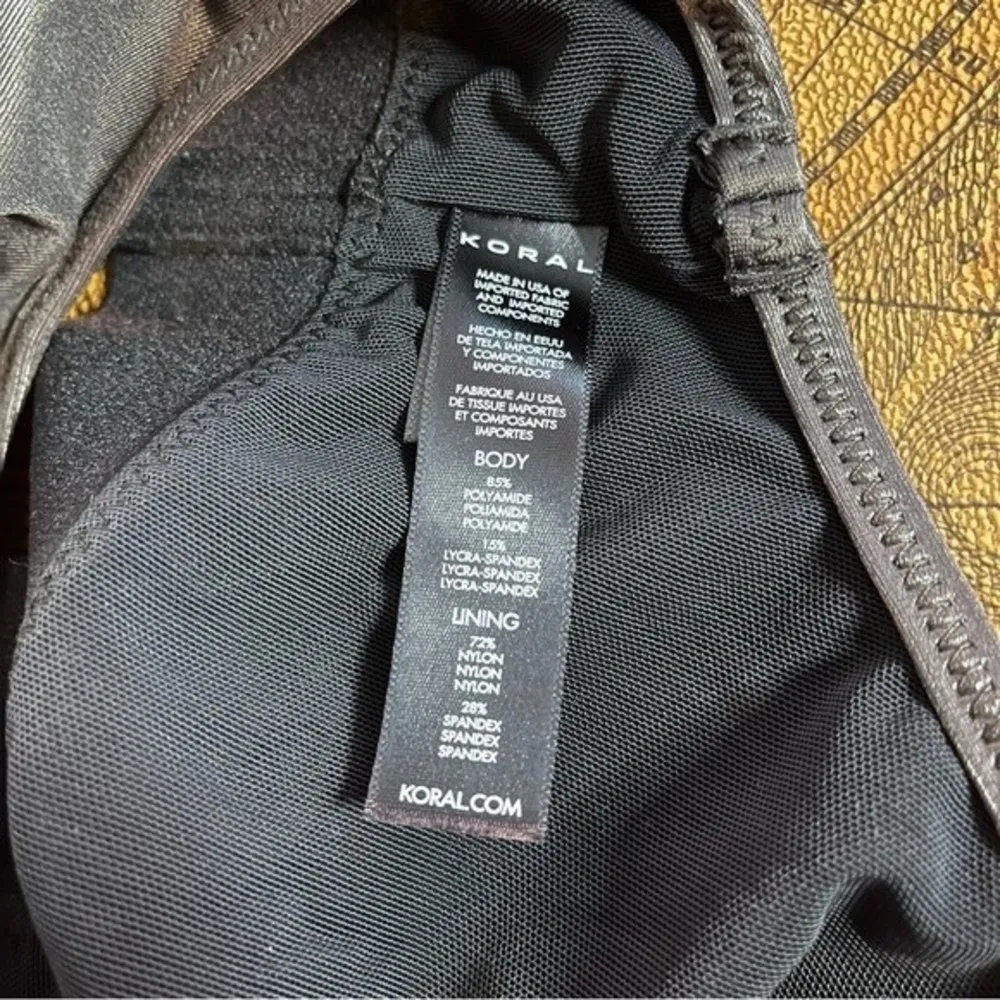 KORAL
MADE IN USA OF
IMPORTED FABRIC
AND IMPORTED
COMPONENTS
HECHO EN EEUU
DE TELA IMPORTADA
Y COMPONENTES
IMPORTADOS
FABRIQUE AU USA
DE TISSUE IMPORTES
ET COMPOSANTS
IMPORTES
BODY
85%
POLYAMIDE
POLIAMIDA
POLYAMDE
15%
LYCRA-SPANDEX
LYCRA-SPANDEX
LYCRA-SPANDEX
LINING
72%
NYLON
NYLON
NYLON
28%
SPANDEX
SPANDEX
SPANDEX
KORAL.COM